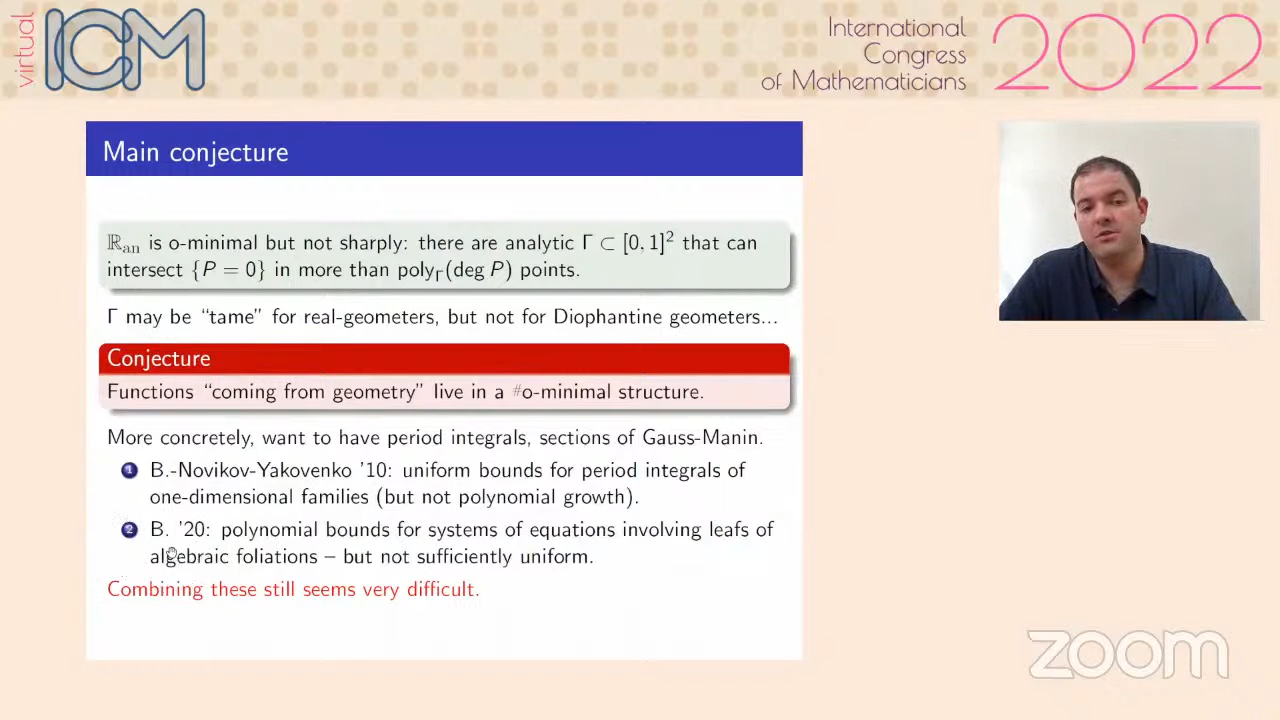 virtual
ICM
International
Congress
of Mathematicians
2022
Main conjecture
ℝan is o-minimal but not sharply: there are analytic Γ ⊂ [0, 1]² that can
intersect {P = 0} in more than polyΓ(deg P) points.
Γ may be “tame” for real-geometers, but not for Diophantine geometers...
Conjecture
Functions “coming from geometry” live in a #o-minimal structure.
More concretely, want to have period integrals, sections of Gauss-Manin.
1 B.-Novikov-Yakovenko '10: uniform bounds for period integrals of
one-dimensional families (but not polynomial growth).
2 B. '20: polynomial bounds for systems of equations involving leafs of
algebraic foliations – but not sufficiently uniform.
Combining these still seems very difficult.
zoom